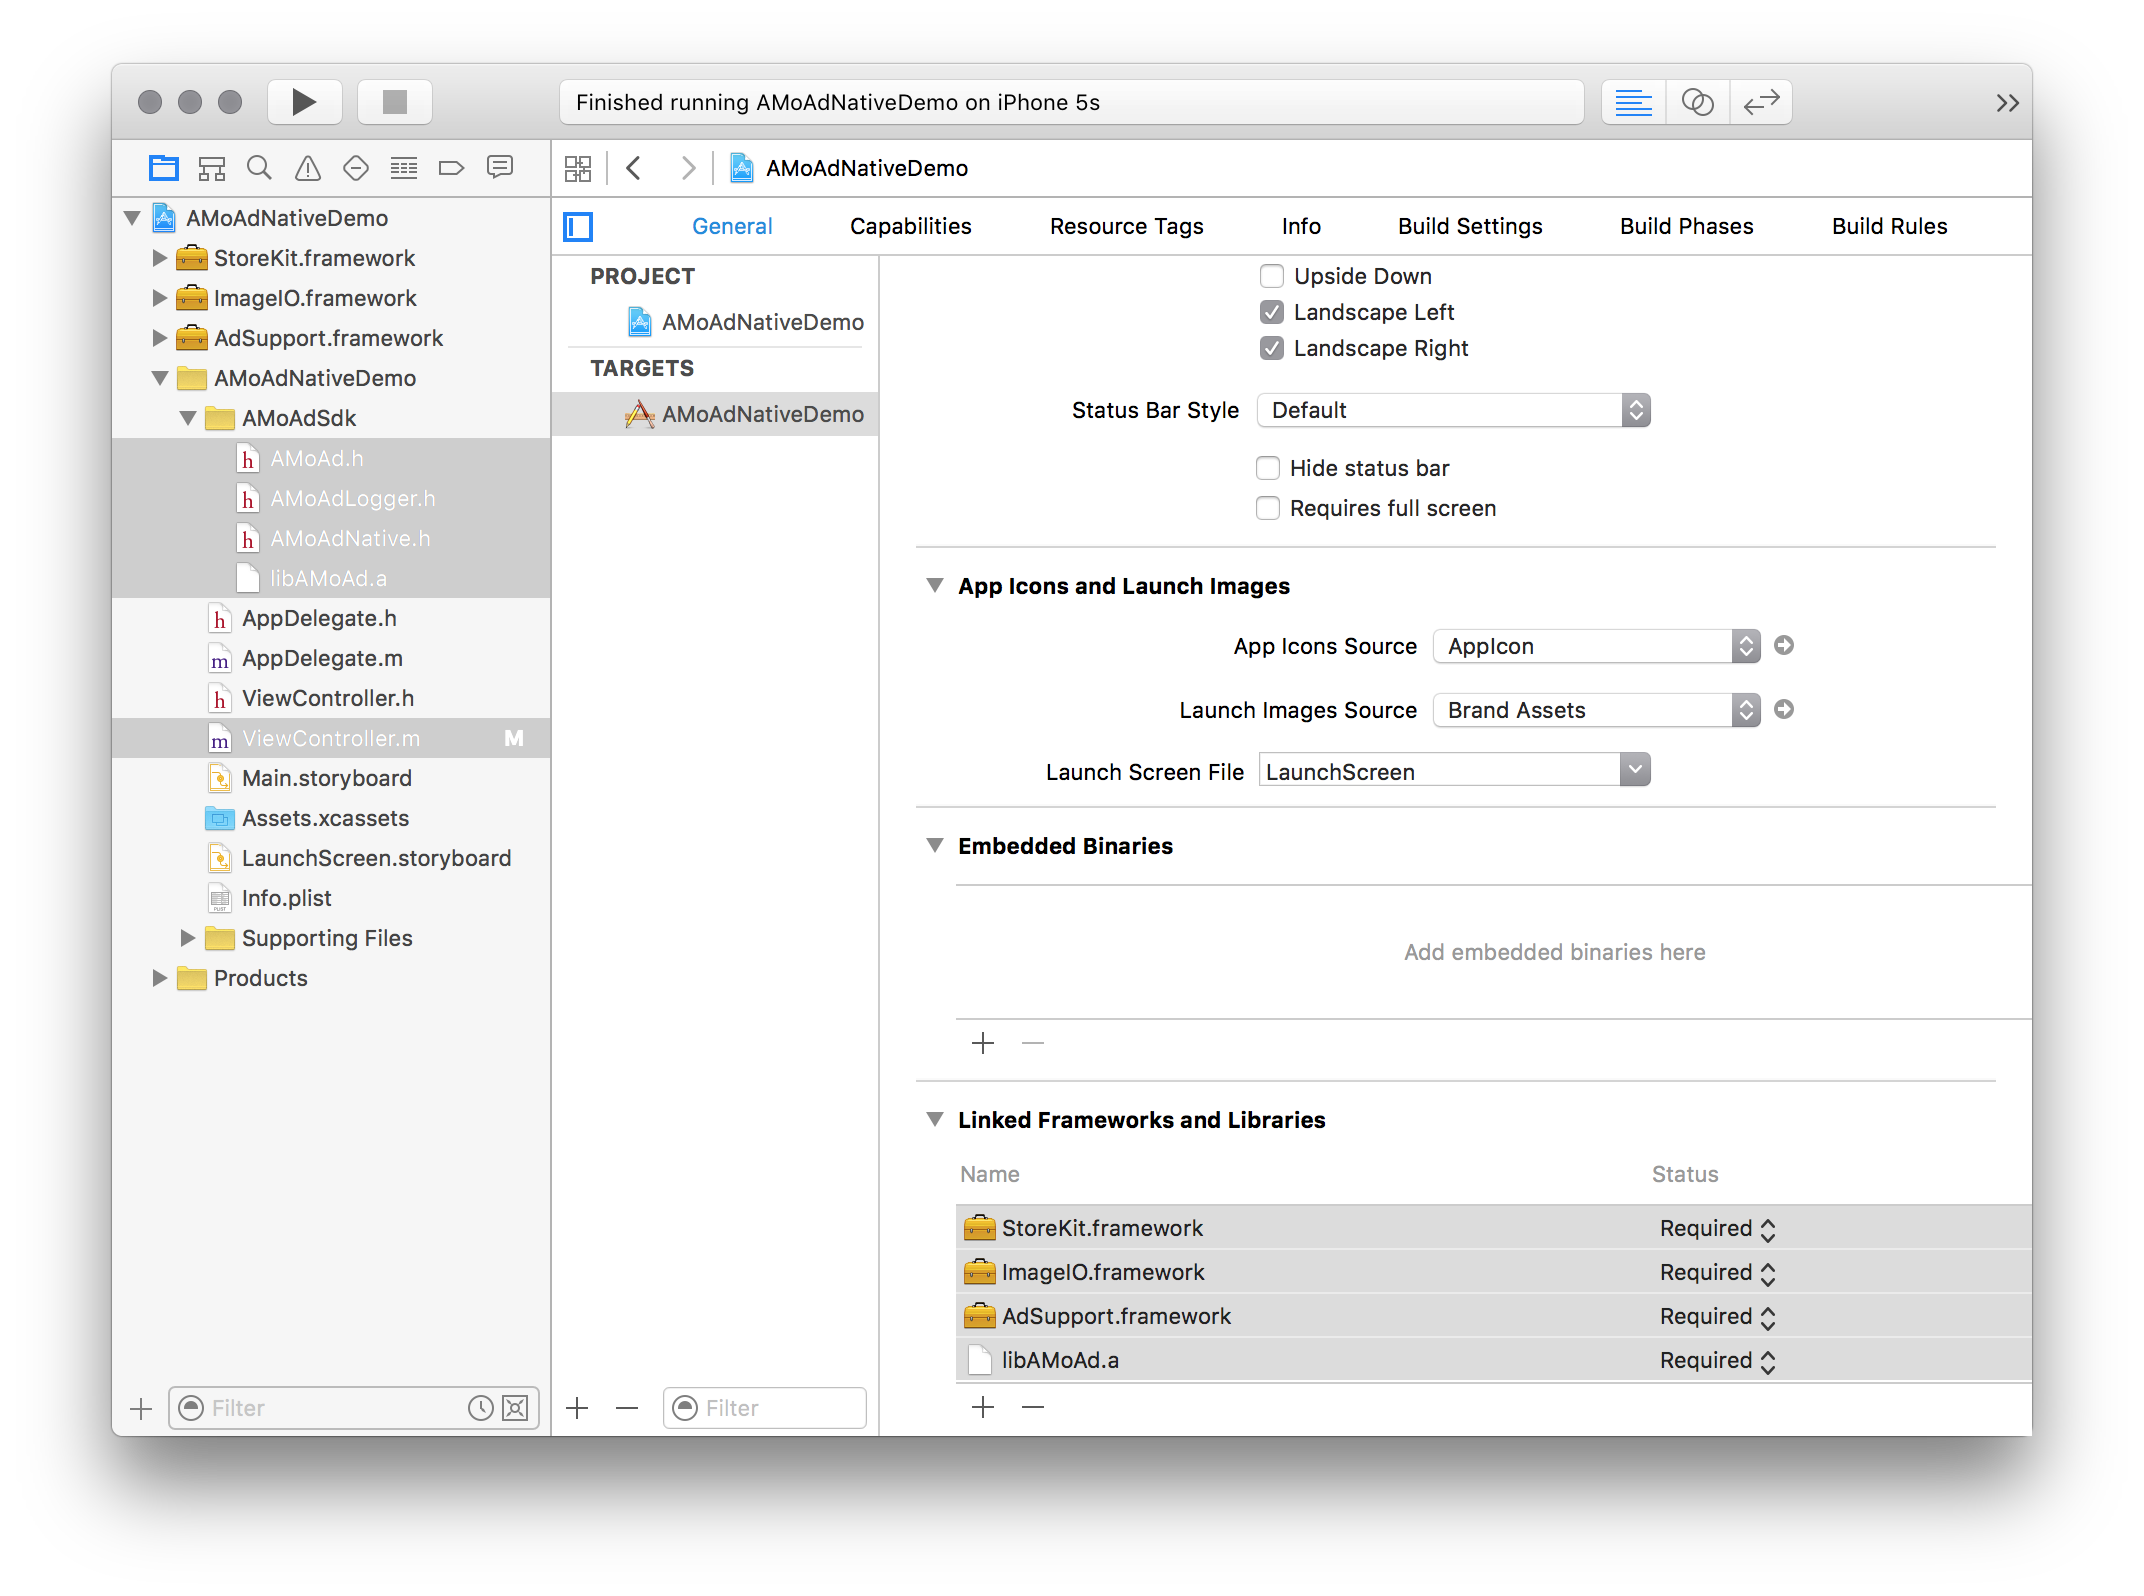 Finished running AMoAdNativeDemo on iPhone 5s
AMoAdNativeDemo
AMoAdNativeDemo
StoreKit.framework
ImageIO.framework
AdSupport.framework
AMoAdNativeDemo
AMoAdSdk
h AMoAd.h
h AMoAdLogger.h
h AMoAdNative.h
libAMoAd.a
h AppDelegate.h
m AppDelegate.m
h ViewController.h
m ViewController.m M
Main.storyboard
Assets.xcassets
LaunchScreen.storyboard
Info.plist
Supporting Files
Products
Filter
General Capabilities Resource Tags Info Build Settings Build Phases Build Rules
PROJECT
AMoAdNativeDemo
TARGETS
AMoAdNativeDemo
Filter
Upside Down
Landscape Left
Landscape Right
Status Bar Style Default
Hide status bar
Requires full screen
App Icons and Launch Images
App Icons Source AppIcon
Launch Images Source Brand Assets
Launch Screen File LaunchScreen
Embedded Binaries
Add embedded binaries here
Linked Frameworks and Libraries
Name Status
StoreKit.framework Required
ImageIO.framework Required
AdSupport.framework Required
libAMoAd.a Required